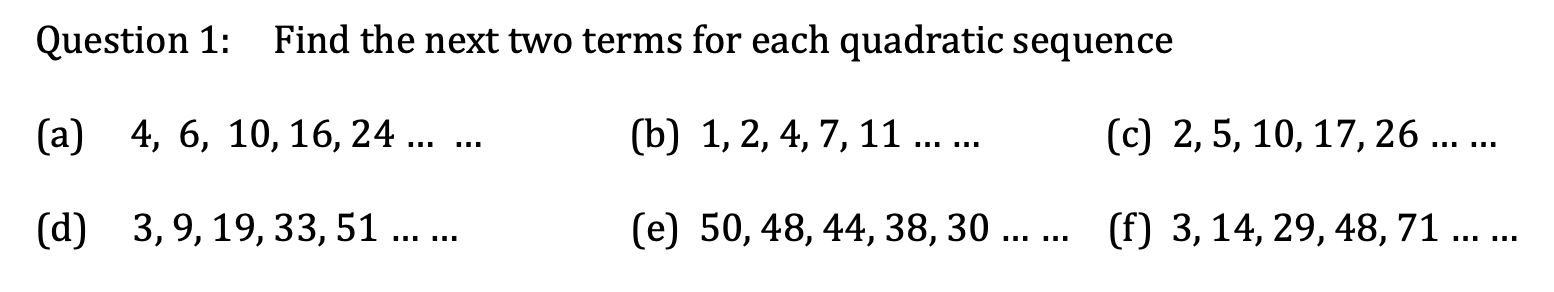 Question 1: Find the next two terms for each quadratic sequence
(a) 4, 6, 10, 16, 24 ... ... (b) 1, 2, 4, 7, 11 ... ... (c) 2, 5, 10, 17, 26 ... ...
(d) 3, 9, 19, 33, 51 ... ... (e) 50, 48, 44, 38, 30 ... ... (f) 3, 14, 29, 48, 71 ... ...